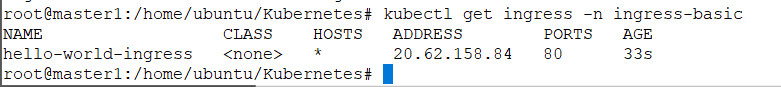 root@master1:/home/ubuntu/Kubernetes# kubectl get ingress -n ingress-basic
NAME CLASS HOSTS ADDRESS PORTS AGE
hello-world-ingress <none> * 20.62.158.84 80 33s
root@master1:/home/ubuntu/Kubernetes#